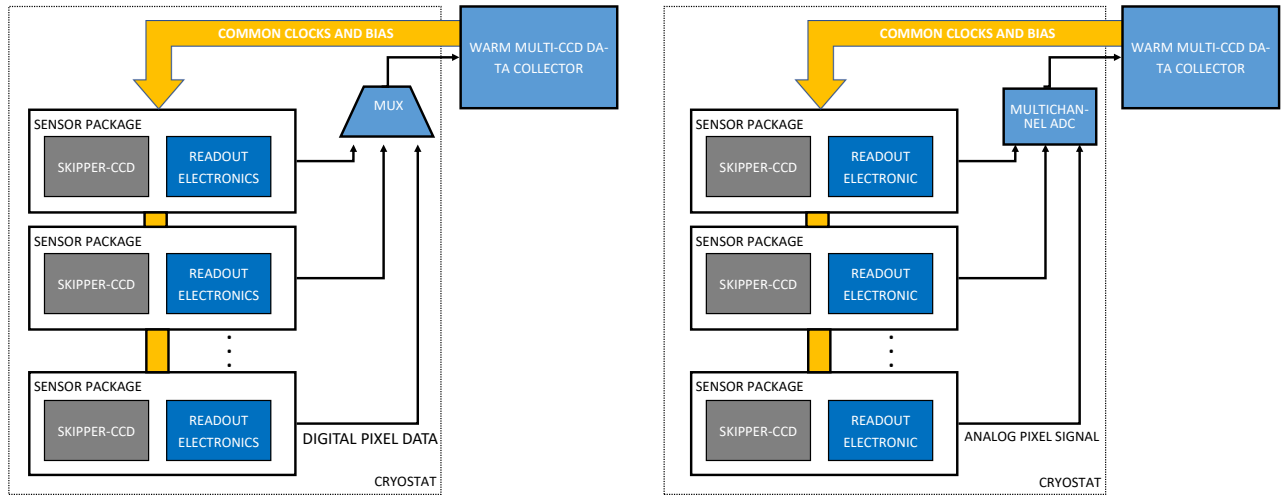 COMMON CLOCKS AND BIAS
WARM MULTI-CCD DA-
TA COLLECTOR
MUX
SENSOR PACKAGE
SKIPPER-CCD
READOUT
ELECTRONICS
SENSOR PACKAGE
SKIPPER-CCD
READOUT
ELECTRONICS
SENSOR PACKAGE
SKIPPER-CCD
READOUT
ELECTRONICS
DIGITAL PIXEL DATA
CRYOSTAT
COMMON CLOCKS AND BIAS
WARM MULTI-CCD DA-
TA COLLECTOR
MULTICHAN-
NEL ADC
SENSOR PACKAGE
SKIPPER-CCD
READOUT
ELECTRONIC
SENSOR PACKAGE
SKIPPER-CCD
READOUT
ELECTRONIC
SENSOR PACKAGE
SKIPPER-CCD
READOUT
ELECTRONIC
ANALOG PIXEL SIGNAL
CRYOSTAT